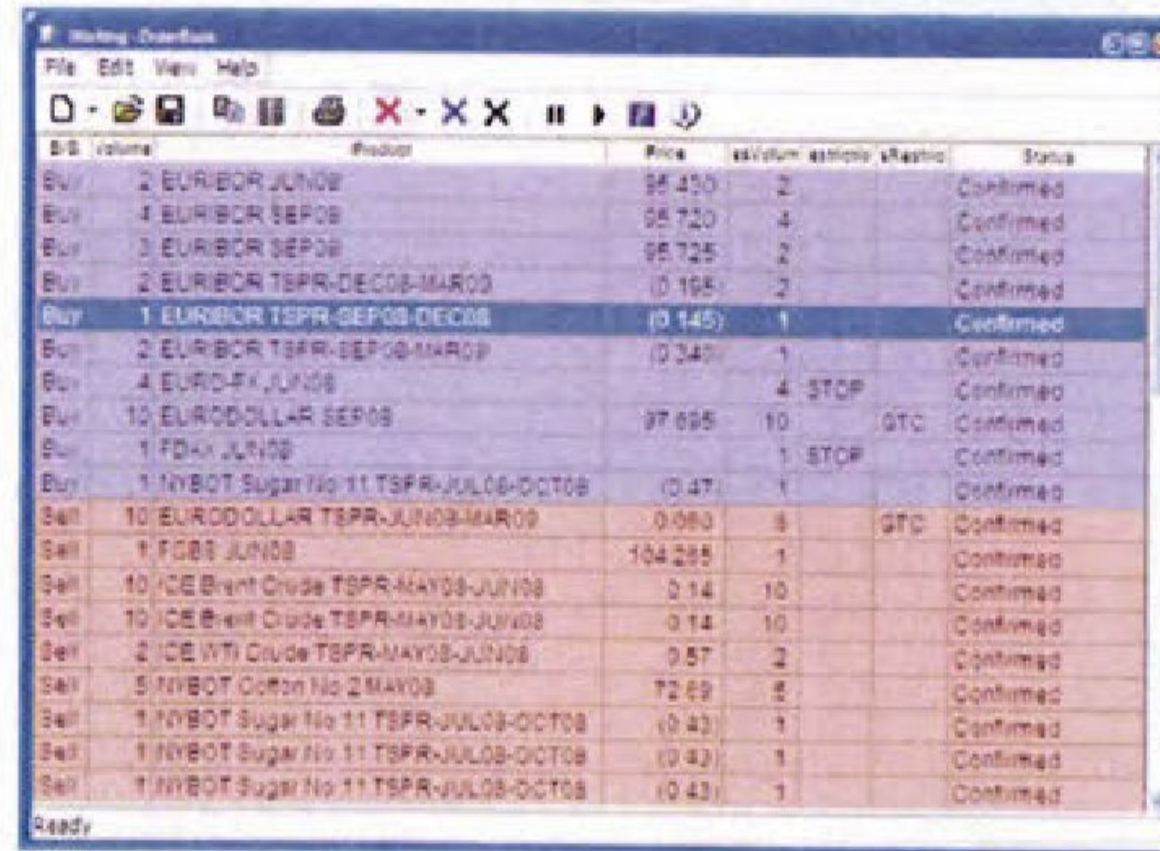 Working - OrderBook
File Edit View Help
B/S Volume Product Price esVolum estrictio sRestric Status
Buy 2 EURIBOR JUN08 95.430 2 Confirmed
Buy 4 EURIBOR SEP08 95.720 4 Confirmed
Buy 3 EURIBOR SEP08 95.725 2 Confirmed
Buy 2 EURIBOR TSPR-DEC08-MAR09 (0.195) 2 Confirmed
Buy 1 EURIBOR TSPR-SEP08-DEC08 (0.145) 1 Confirmed
Buy 2 EURIBOR TSPR-SEP08-MAR09 (0.340) 1 Confirmed
Buy 4 EURO-FX JUN08 4 STOP Confirmed
Buy 10 EURODOLLAR SEP08 97.695 10 GTC Confirmed
Buy 1 FDAX JUN08 1 STOP Confirmed
Buy 1 NYBOT Sugar No 11 TSPR-JUL08-OCT08 (0.47) 1 Confirmed
Sell 10 EURODOLLAR TSPR-JUN08-MAR09 GTC Confirmed
Sell 1 FGBS JUN08 104.285 1 Confirmed
Sell 10 ICE Brent Crude TSPR-MAY08-JUN08 0.14 10 Confirmed
Sell 10 ICE Brent Crude TSPR-MAY08-JUN08 0.14 10 Confirmed
Sell 2 ICE WTI Crude TSPR-MAY08-JUN08 0.57 2 Confirmed
Sell 5 NYBOT Cotton No 2 MAY08 72.69 5 Confirmed
Sell 1 NYBOT Sugar No 11 TSPR-JUL08-OCT08 (0.43) 1 Confirmed
Sell 1 NYBOT Sugar No 11 TSPR-JUL08-OCT08 (0.43) 1 Confirmed
Sell 1 NYBOT Sugar No 11 TSPR-JUL08-OCT08 (0.43) 1 Confirmed
Ready